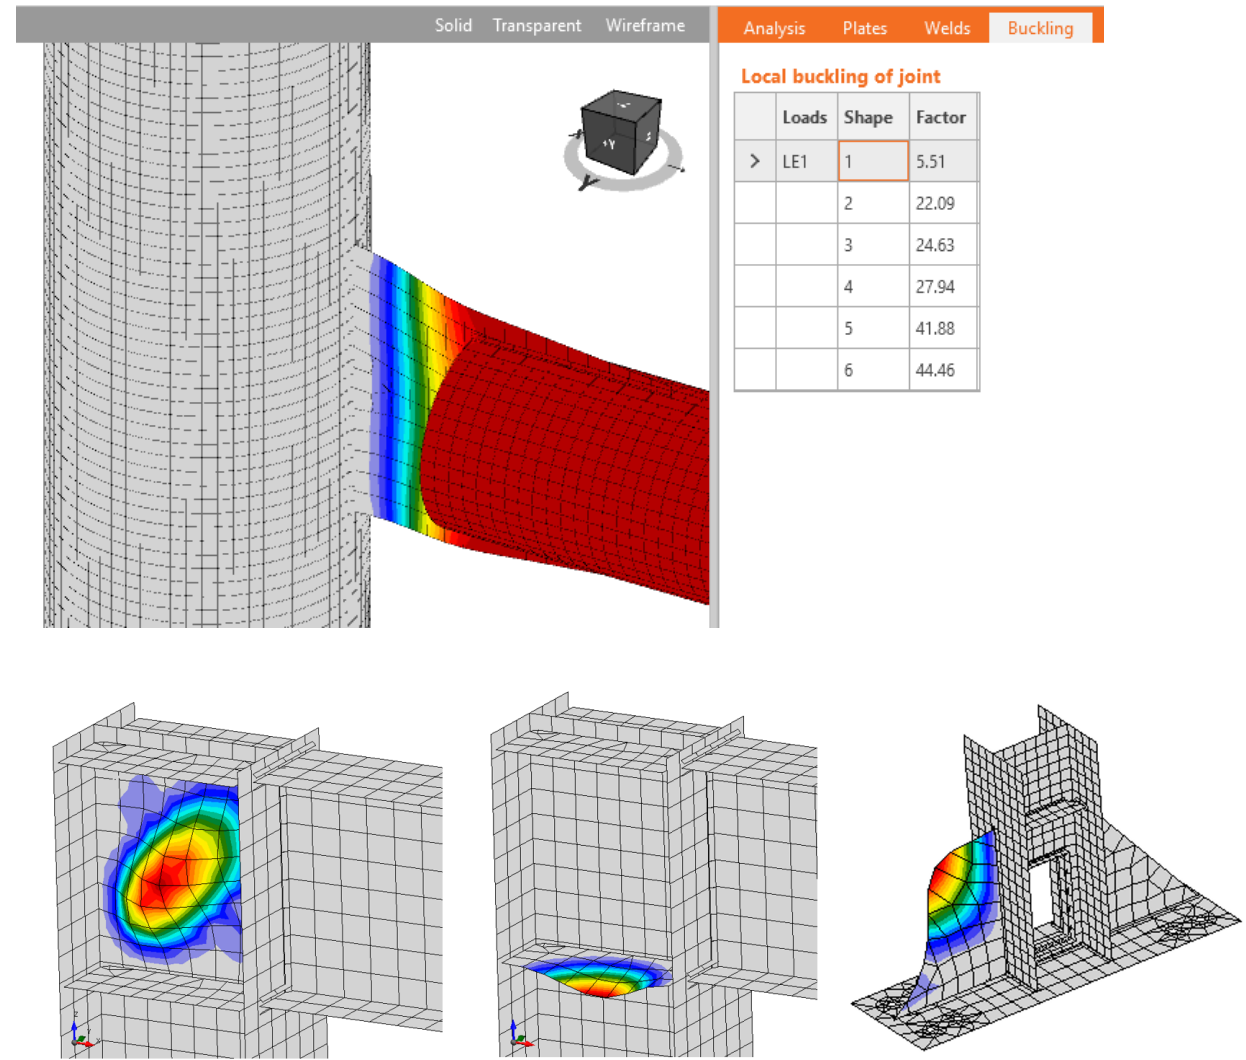 Solid Transparent Wireframe
Analysis Plates Welds Buckling
Local buckling of joint
Loads Shape Factor
LE1 1 5.51
2 22.09
3 24.63
4 27.94
5 41.88
6 44.46
+Y